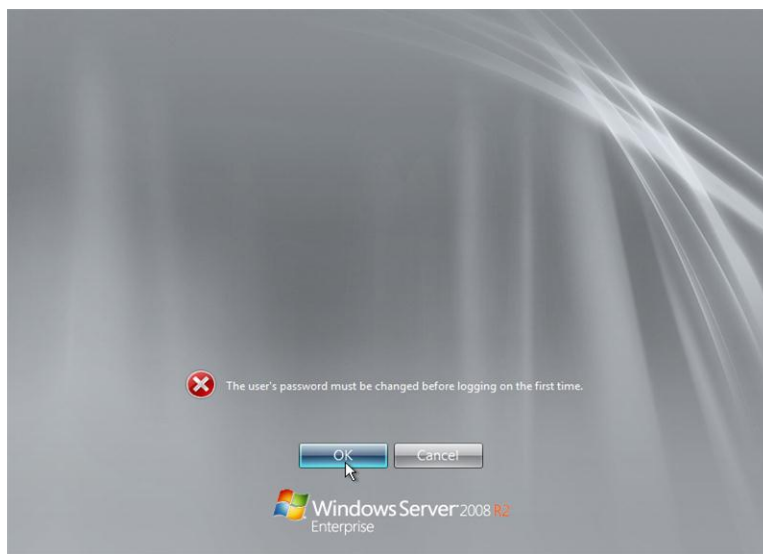 The user's password must be changed before logging on the first time.
OK
Cancel
Windows Server 2008 R2
Enterprise